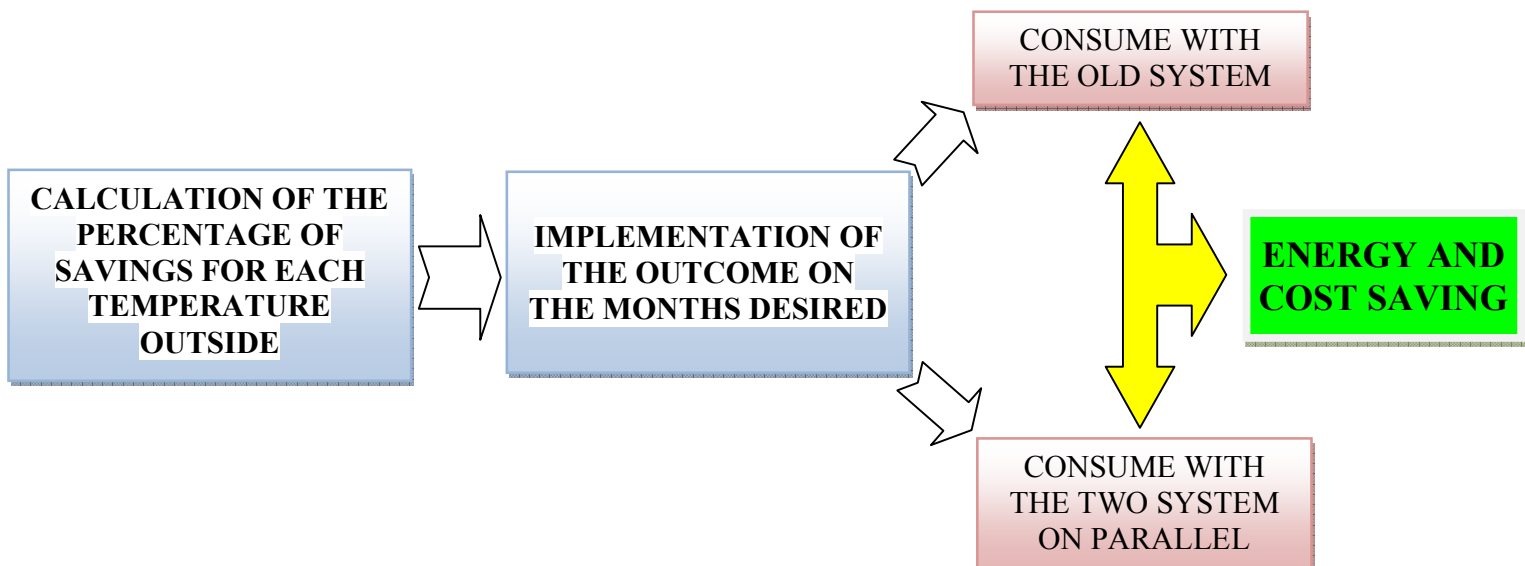 CALCULATION OF THE
PERCENTAGE OF
SAVINGS FOR EACH
TEMPERATURE
OUTSIDE
IMPLEMENTATION OF
THE OUTCOME ON
THE MONTHS DESIRED
CONSUME WITH
THE OLD SYSTEM
CONSUME WITH
THE TWO SYSTEM
ON PARALLEL
ENERGY AND
COST SAVING